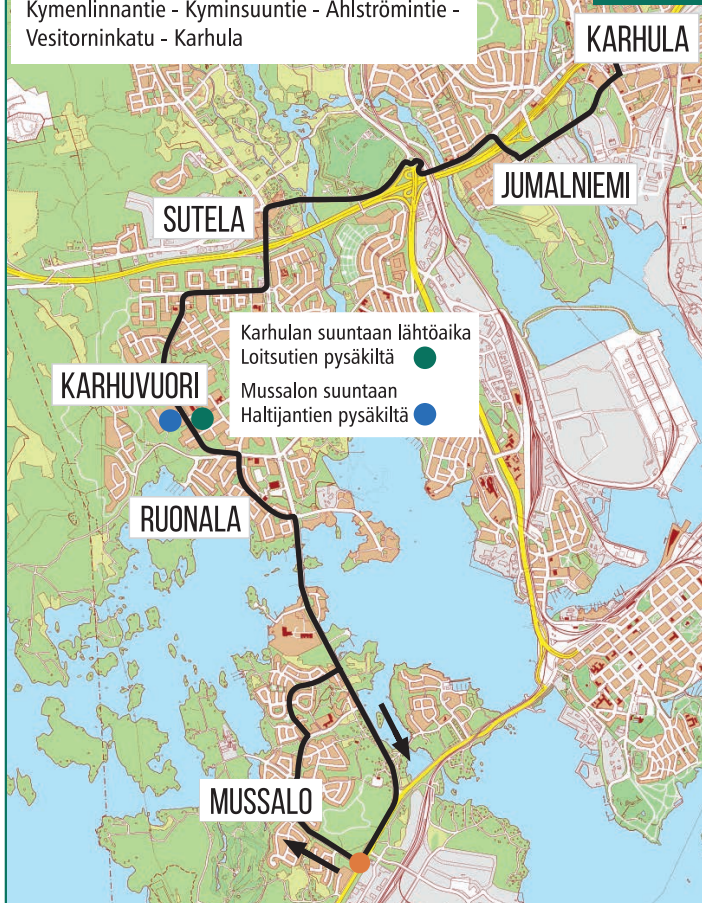 Kymenlinnantie - Kyminsuuntie - Ahlströmintie -
Vesitorninkatu - Karhula
KARHULA
JUMALNIEMI
SUTELA
Karhulan suuntaan lähtöaika
Loitsutien pysäkiltä
Mussalon suuntaan
Haltijantien pysäkiltä
KARHUVUORI
RUONALA
MUSSALO